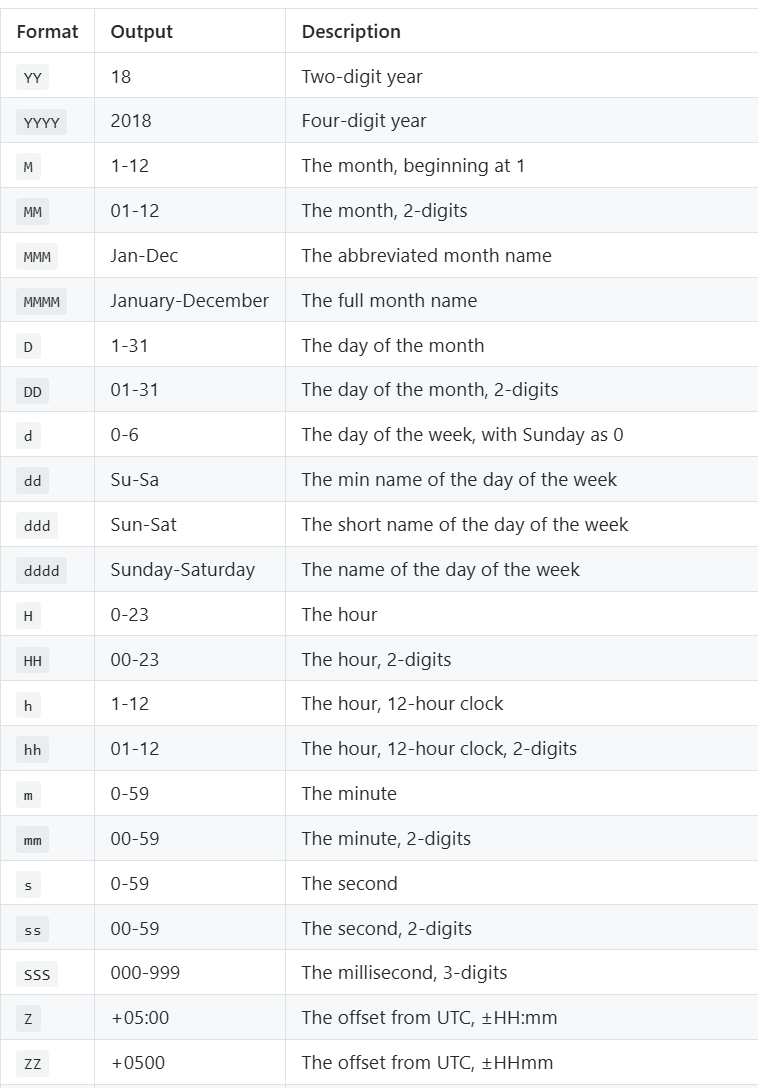 Format Output Description
YY 18 Two-digit year
YYYY 2018 Four-digit year
M 1-12 The month, beginning at 1
MM 01-12 The month, 2-digits
MMM Jan-Dec The abbreviated month name
MMMM January-December The full month name
D 1-31 The day of the month
DD 01-31 The day of the month, 2-digits
d 0-6 The day of the week, with Sunday as 0
dd Su-Sa The min name of the day of the week
ddd Sun-Sat The short name of the day of the week
dddd Sunday-Saturday The name of the day of the week
H 0-23 The hour
HH 00-23 The hour, 2-digits
h 1-12 The hour, 12-hour clock
hh 01-12 The hour, 12-hour clock, 2-digits
m 0-59 The minute
mm 00-59 The minute, 2-digits
s 0-59 The second
ss 00-59 The second, 2-digits
SSS 000-999 The millisecond, 3-digits
Z +05:00 The offset from UTC, ±HH:mm
ZZ +0500 The offset from UTC, ±HHmm